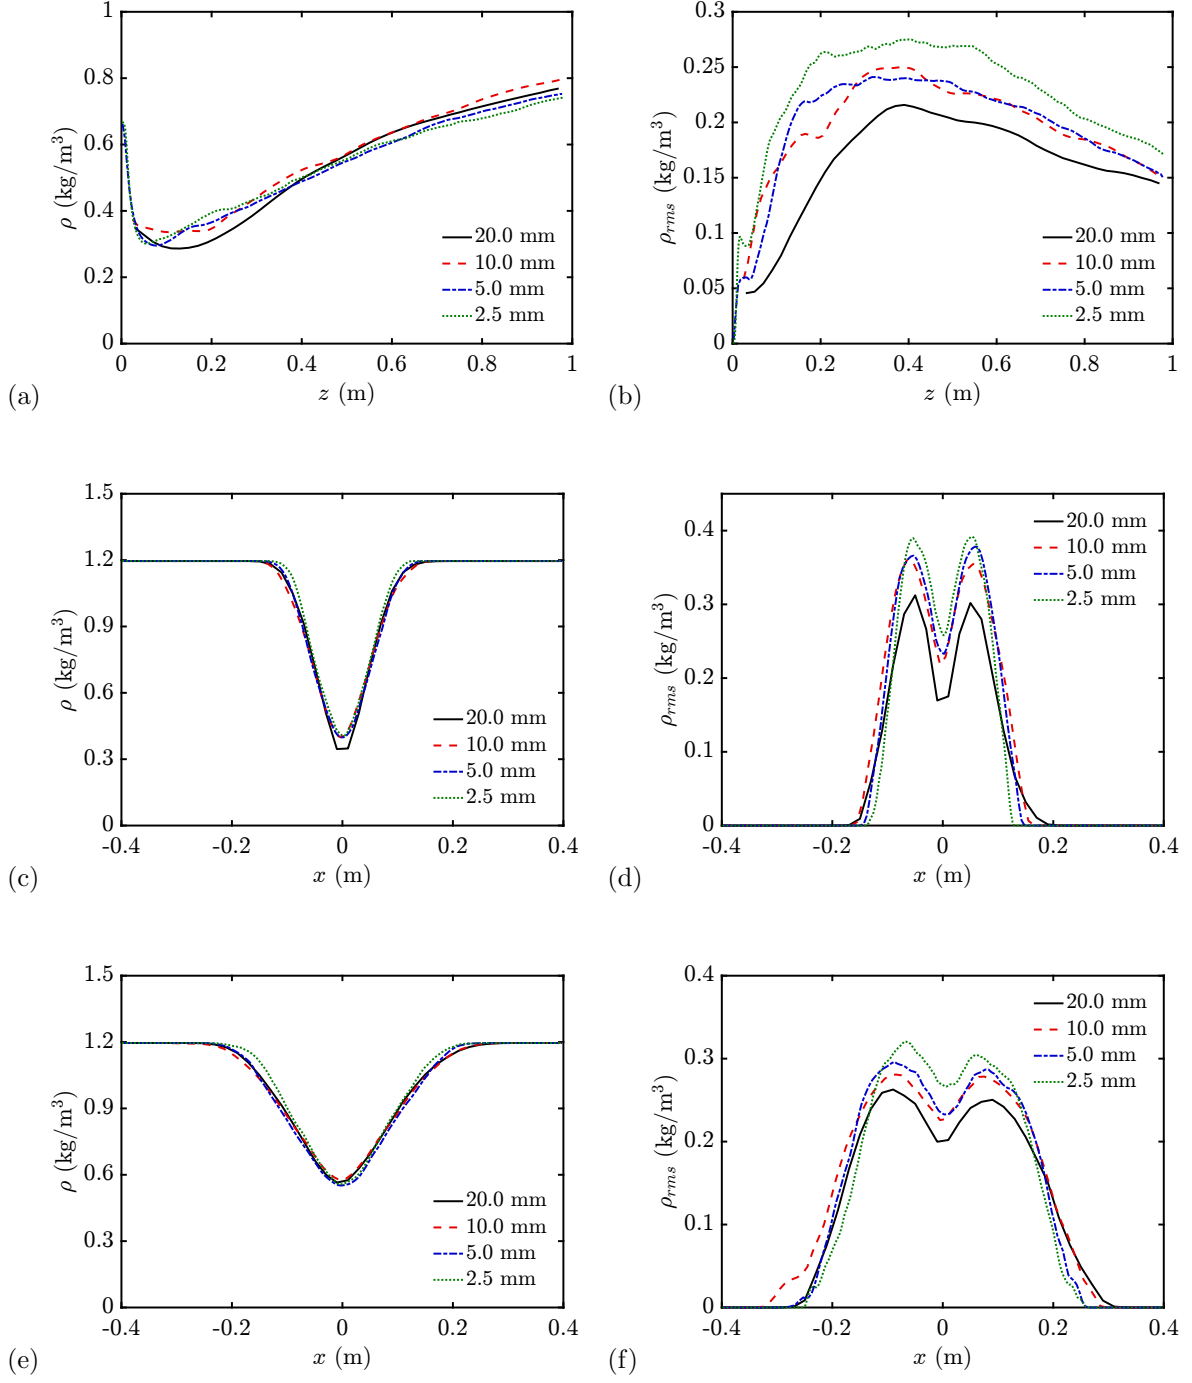 1
0.8
0.6
0.4
0.2
0
0 0.2 0.4 0.6 0.8 1
ρ (kg/m³)
z (m)
20.0 mm
10.0 mm
5.0 mm
2.5 mm
(a)
0.3
0.25
0.2
0.15
0.1
0.05
0
0 0.2 0.4 0.6 0.8 1
ρrms (kg/m³)
z (m)
20.0 mm
10.0 mm
5.0 mm
2.5 mm
(b)
1.5
1.2
0.9
0.6
0.3
0
-0.4 -0.2 0 0.2 0.4
ρ (kg/m³)
x (m)
20.0 mm
10.0 mm
5.0 mm
2.5 mm
(c)
0.4
0.3
0.2
0.1
0
-0.4 -0.2 0 0.2 0.4
ρrms (kg/m³)
x (m)
20.0 mm
10.0 mm
5.0 mm
2.5 mm
(d)
1.5
1.2
0.9
0.6
0.3
0
-0.4 -0.2 0 0.2 0.4
ρ (kg/m³)
x (m)
20.0 mm
10.0 mm
5.0 mm
2.5 mm
(e)
0.4
0.3
0.2
0.1
0
-0.4 -0.2 0 0.2 0.4
ρrms (kg/m³)
x (m)
20.0 mm
10.0 mm
5.0 mm
2.5 mm
(f)